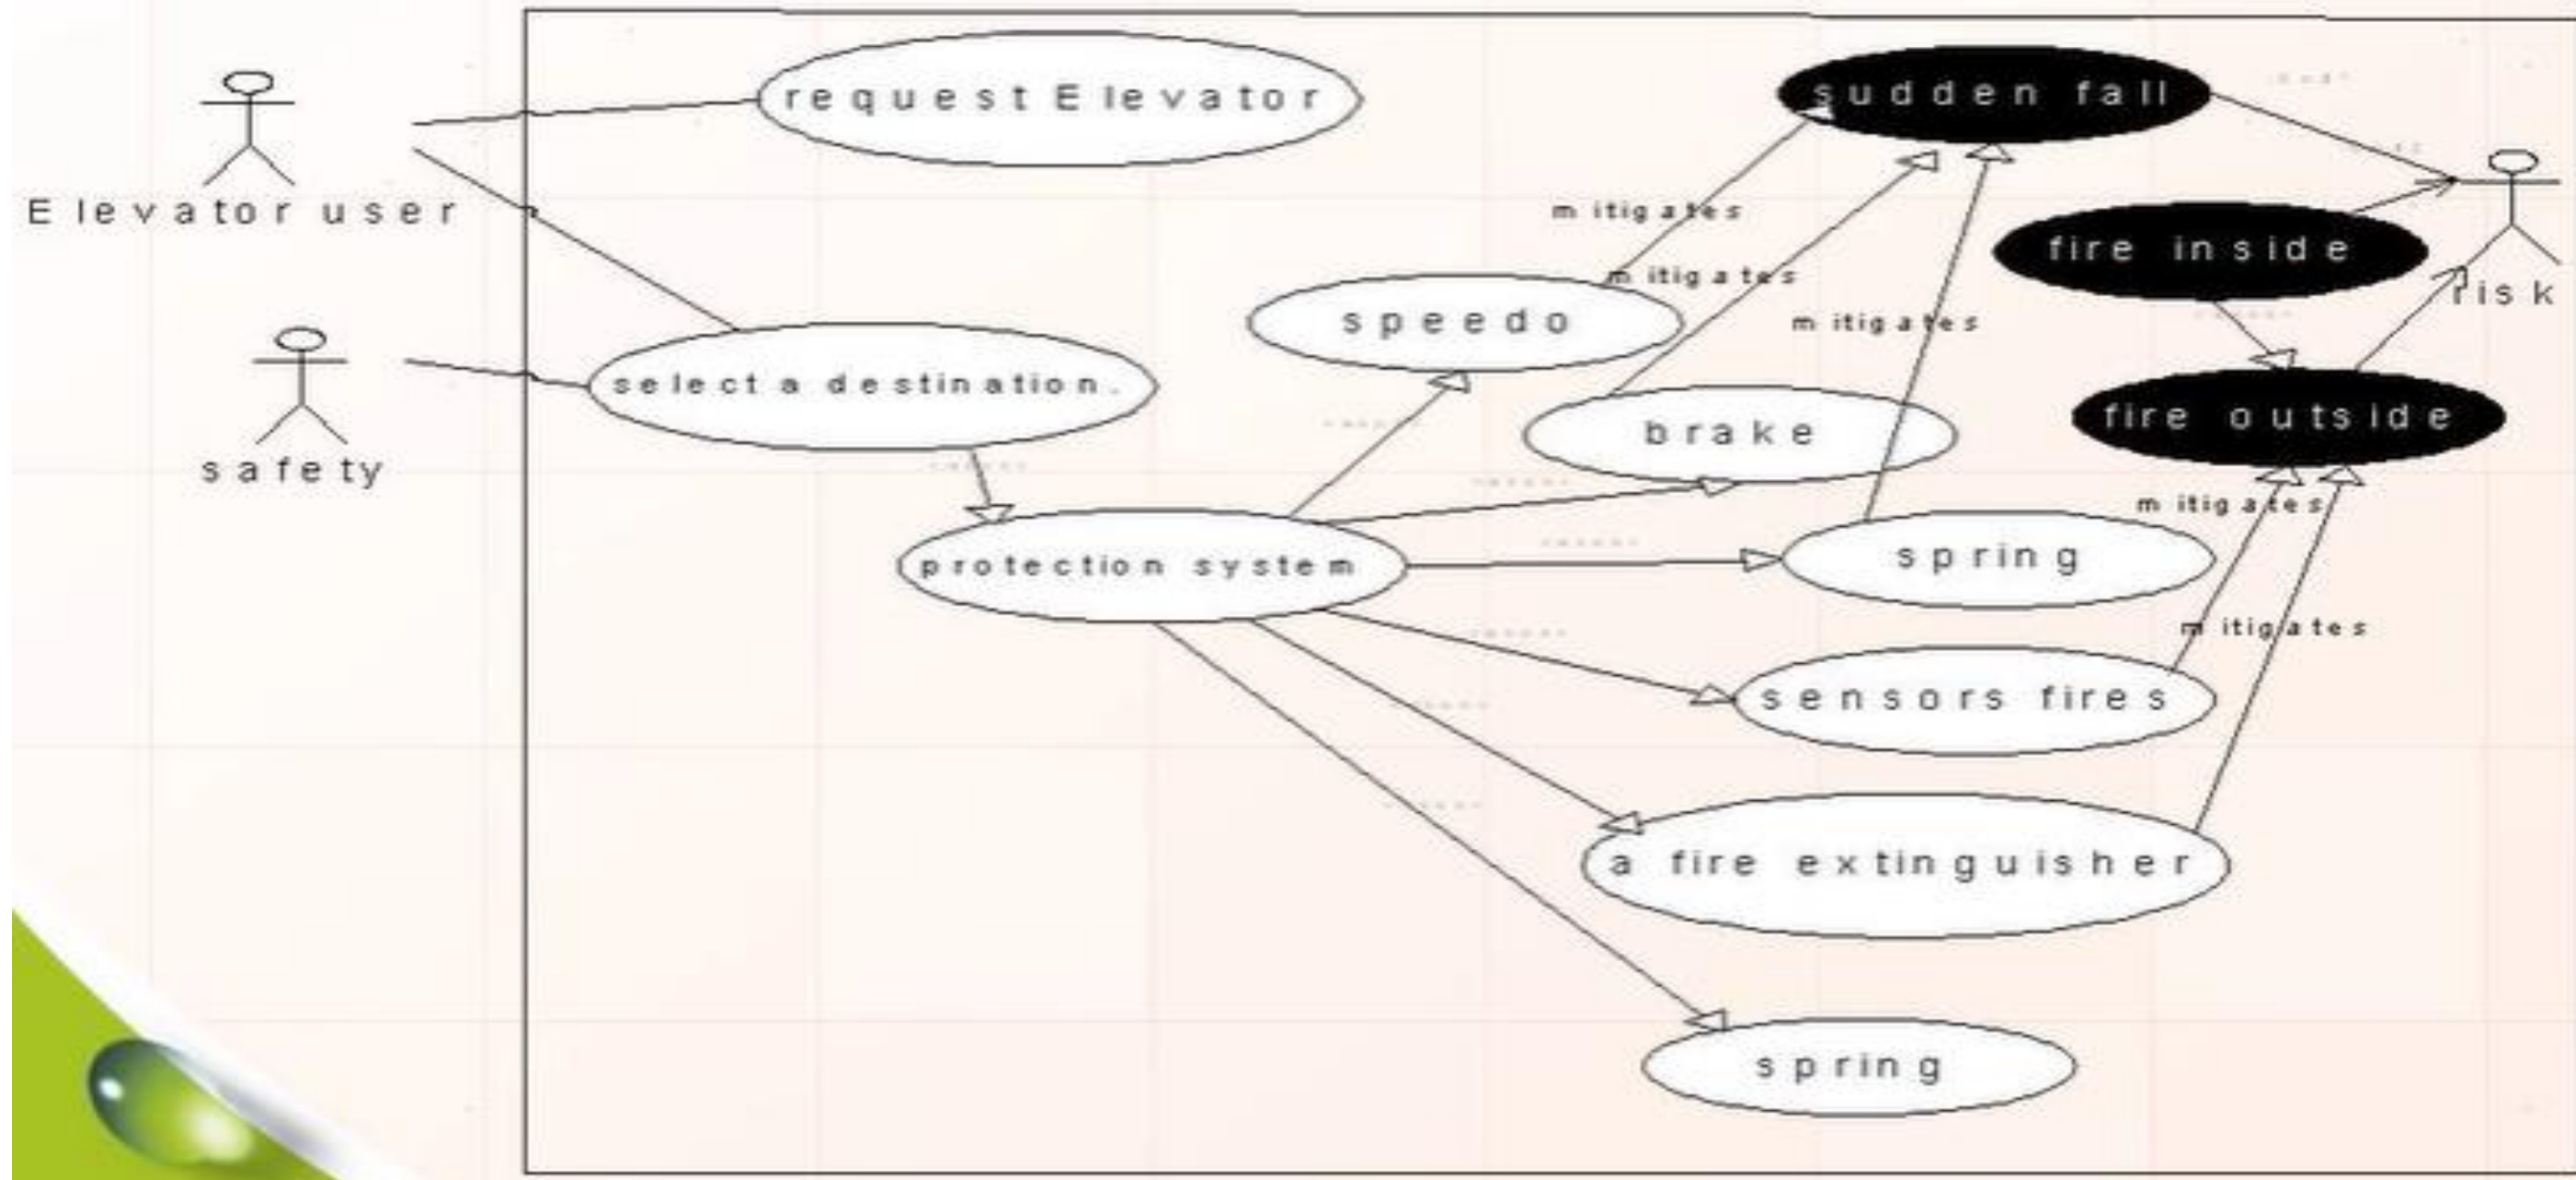 request Elevator
sudden fall
Elevator user
mitigates
fire inside
mitigates
risk
speedo
mitigates
select a destination.
fire outside
brake
safety
mitigates
protection system
spring
mitigates
sensors fires
a fire extinguisher
spring